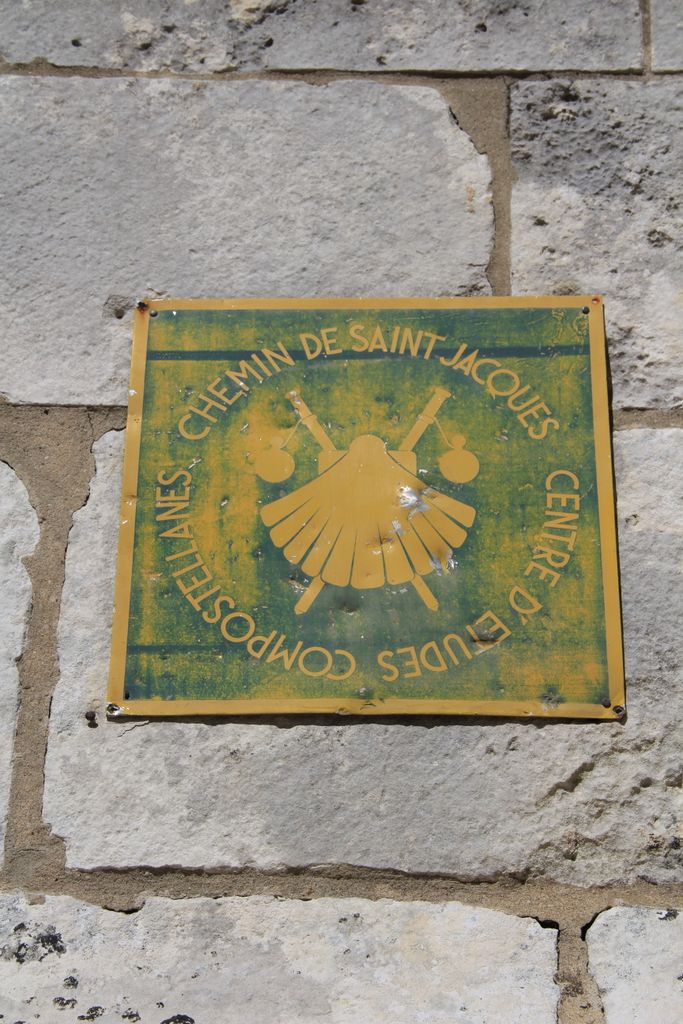 CHEMIN DE SAINT JACQUES
CENTRE D'ETUDES COMPOSTELLANES